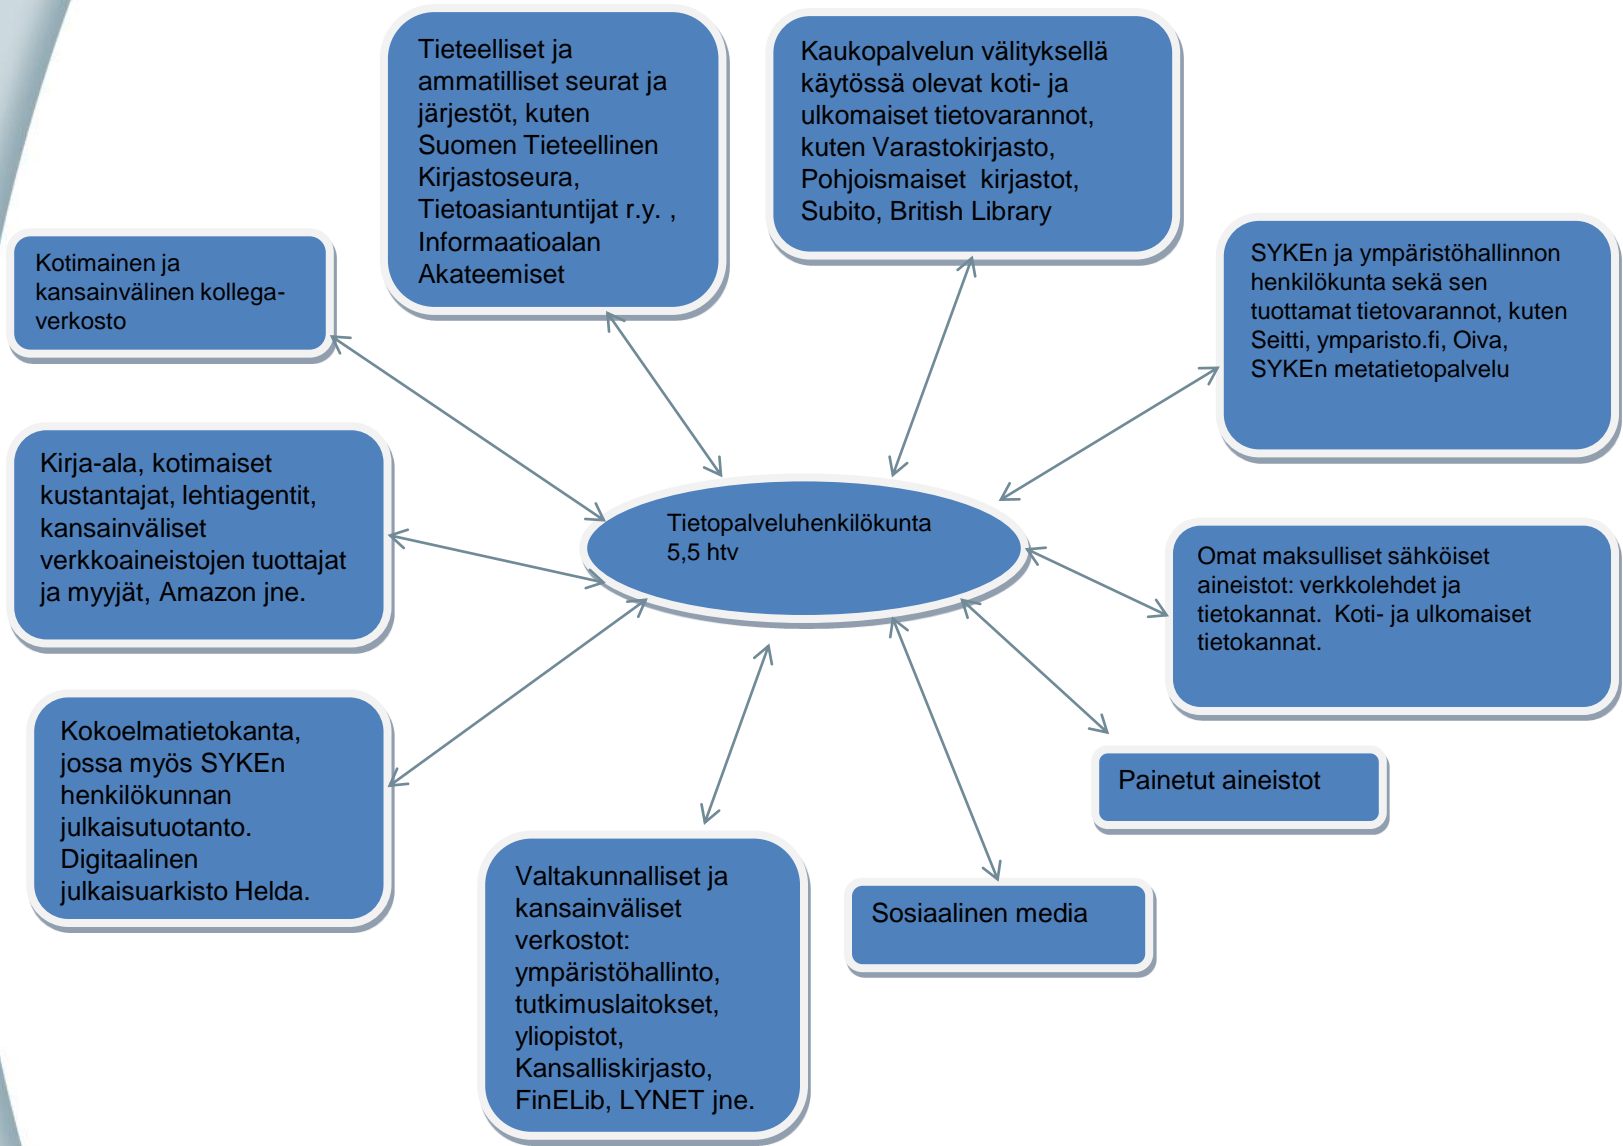 Tieteelliset ja
ammatilliset seurat ja
järjestöt, kuten
Suomen Tieteellinen
Kirjastoseura,
Tietoasiantuntijat r.y. ,
Informaatioalan
Akateemiset
Kaukopalvelun välityksellä
käytössä olevat koti- ja
ulkomaiset tietovarannot,
kuten Varastokirjasto,
Pohjoismaiset  kirjastot,
Subito, British Library
Kotimainen ja
kansainvälinen kollega-
verkosto
SYKEn ja ympäristöhallinnon
henkilökunta sekä sen
tuottamat tietovarannot, kuten
Seitti, ymparisto.fi, Oiva,
SYKEn metatietopalvelu
Kirja-ala, kotimaiset
kustantajat, lehtiagentit,
kansainväliset
verkkoaineistojen tuottajat
ja myyjät, Amazon jne.
Tietopalveluhenkilökunta
5,5 htv
Omat maksulliset sähköiset
aineistot: verkkolehdet ja
tietokannat.  Koti- ja ulkomaiset
tietokannat.
Kokoelmatietokanta,
jossa myös SYKEn
henkilökunnan
julkaisutuotanto.
Digitaalinen
julkaisuarkisto Helda.
Painetut aineistot
Valtakunnalliset ja
kansainväliset
verkostot:
ympäristöhallinto,
tutkimuslaitokset,
yliopistot,
Kansalliskirjasto,
FinELib, LYNET jne.
Sosiaalinen media